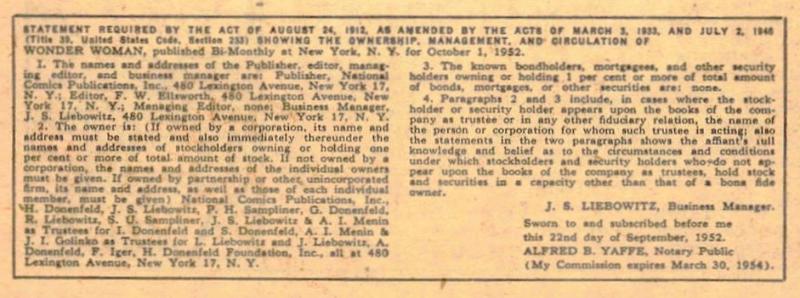 STATEMENT REQUIRED BY THE ACT OF AUGUST 24, 1912, AS AMENDED BY THE ACTS OF MARCH 3, 1933, AND JULY 2, 1946
(Title 39, United States Code, Section 233) SHOWING THE OWNERSHIP, MANAGEMENT, AND CIRCULATION OF
WONDER WOMAN, published Bi-Monthly at New York, N. Y. for October 1, 1952.
1. The names and addresses of the Publisher, editor, manag-
ing editor, and business manager are: Publisher, National
Comics Publications, Inc., 480 Lexington Avenue, New York 17,
N. Y.; Editor, F. W. Ellsworth, 480 Lexington Avenue, New
York 17, N. Y.; Managing Editor, none; Business Manager,
J. S. Liebowitz, 480 Lexington Avenue, New York 17, N. Y.
2. The owner is: (If owned by a corporation, its name and
address must be stated and also immediately thereunder the
names and addresses of stockholders owning or holding one
per cent or more of total amount of stock. If not owned by a
corporation, the names and addresses of the individual owners
must be given. If owned by partnership or other unincorporated
firm, its name and address, as well as those of each individual
member, must be given) National Comics Publications, Inc.,
H. Donenfeld, J. S. Liebowitz, P. H. Sampliner, G. Donenfeld,
R. Liebowitz, S. U. Sampliner, J. S. Liebowitz & A. I. Menin
as Trustees for I. Donenfeld and S. Donenfeld, A. I. Menin &
J. I. Golinko as Trustees for L. Liebowitz and J. Liebowitz, A.
Donenfeld, F. Iger, H. Donenfeld Foundation, Inc., all at 480
Lexington Avenue, New York 17, N. Y.
3. The known bondholders, mortgagees, and other security
holders owning or holding 1 per cent or more of total amount
of bonds, mortgages, or other securities are: none.
4. Paragraphs 2 and 3 include, in cases where the stock-
holder or security holder appears upon the books of the com-
pany as trustee or in any other fiduciary relation, the name of
the person or corporation for whom such trustee is acting; also
the statements in the two paragraphs shows the affiant's full
knowledge and belief as to the circumstances and conditions
under which stockholders and security holders who do not ap-
pear upon the books of the company as trustees, hold stock
and securities in a capacity other than that of a bona fide
owner.
J. S. LIEBOWITZ, Business Manager.
Sworn to and subscribed before me
this 22nd day of September, 1952.
ALFRED B. YAFFE, Notary Public
(My Commission expires March 30, 1954).